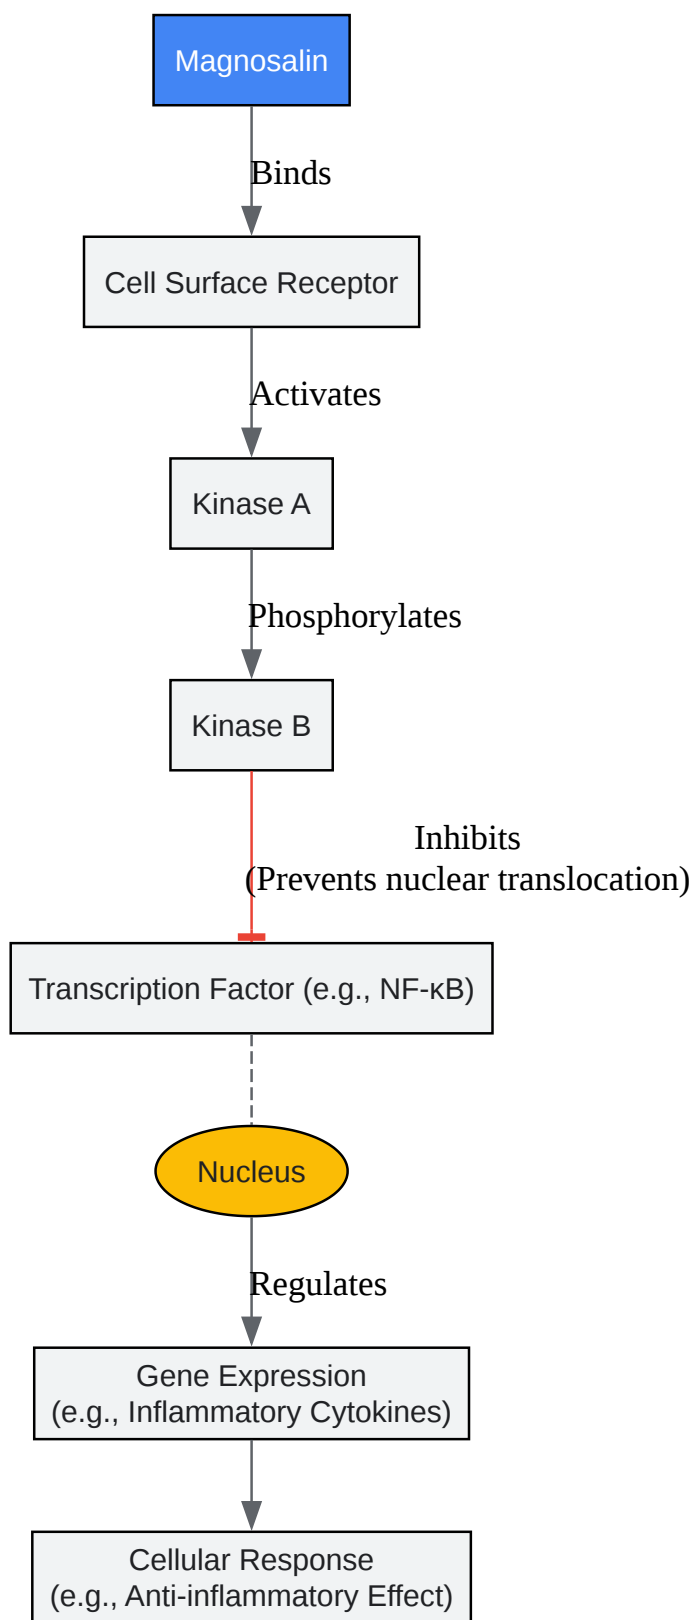 Magnosalin
Binds
Cell Surface Receptor
Activates
Kinase A
Phosphorylates
Kinase B
Inhibits
(Prevents nuclear translocation)
Transcription Factor (e.g., NF-κB)
Nucleus
Regulates
Gene Expression
(e.g., Inflammatory Cytokines)
Cellular Response
(e.g., Anti-inflammatory Effect)